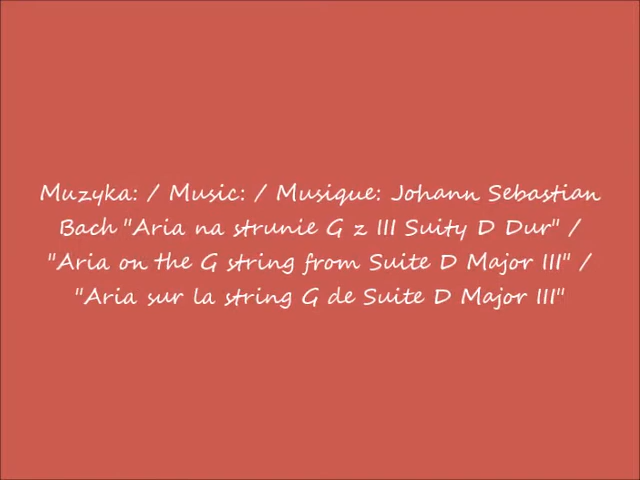 Muzyka: / Music: / Musique: Johann Sebastian
Bach "Aria na strunie G z III Suity D Dur" /
"Aria on the G string from Suite D Major III" /
"Aria sur la string G de Suite D Major III"